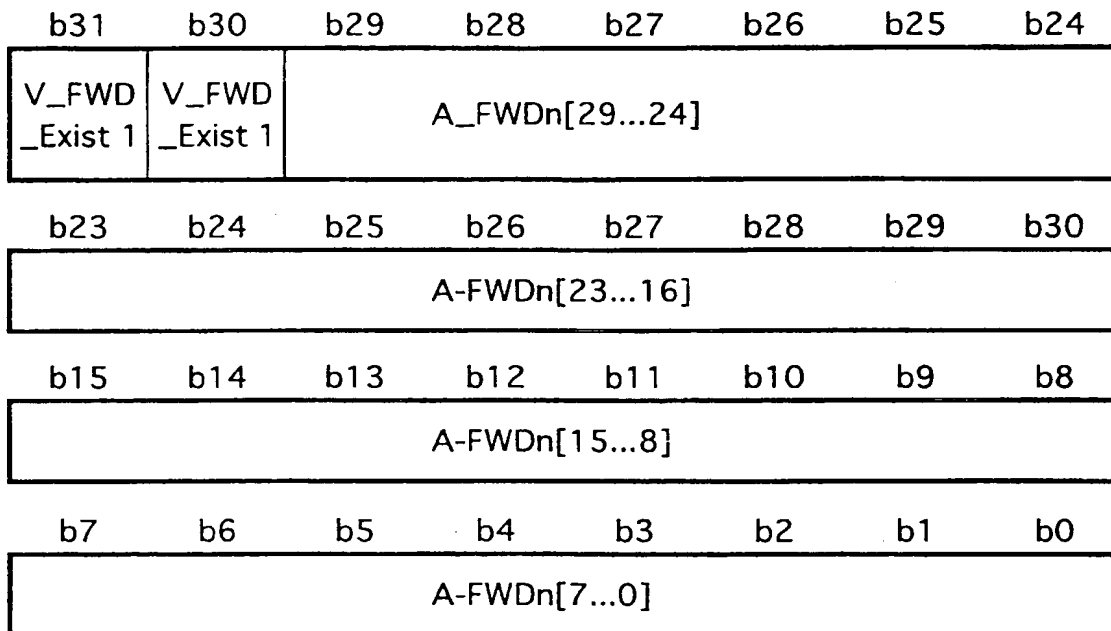 b31 b30 b29 b28 b27 b26 b25 b24
V_FWD V_FWD
_Exist 1 _Exist 1
A_FWDn[29...24]
b23 b24 b25 b26 b27 b28 b29 b30
A-FWDn[23...16]
b15 b14 b13 b12 b11 b10 b9 b8
A-FWDn[15...8]
b7 b6 b5 b4 b3 b2 b1 b0
A-FWDn[7...0]